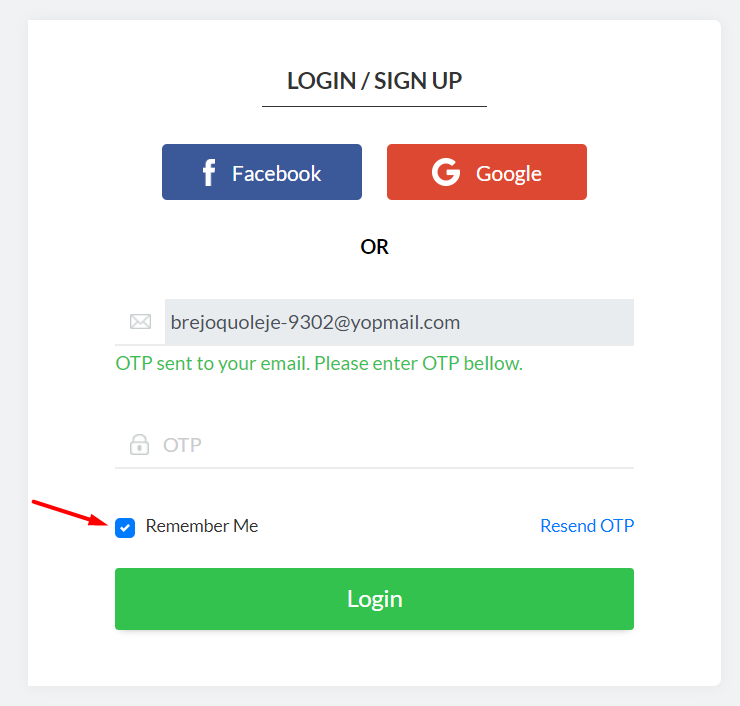 LOGIN / SIGN UP
Facebook
Google
OR
brejoquoleje-9302@yopmail.com
OTP sent to your email. Please enter OTP bellow.
OTP
Remember Me
Resend OTP
Login